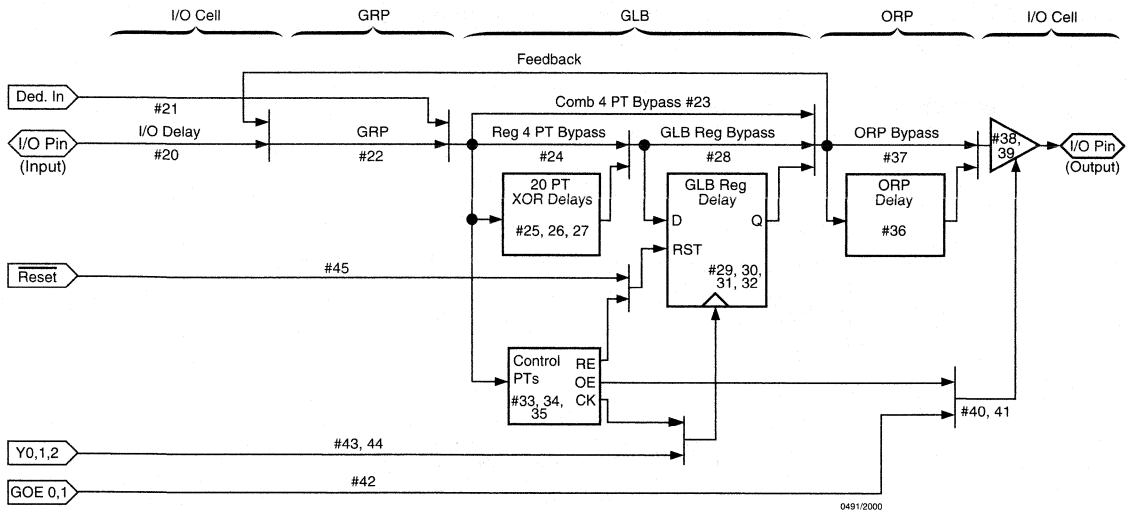 I/O Cell
GRP
GLB
ORP
I/O Cell
Feedback
Ded. In
#21
Comb 4 PT Bypass #23
I/O Pin
(Input)
I/O Delay
#20
GRP
#22
Reg 4 PT Bypass
#24
GLB Reg Bypass
#28
ORP Bypass
#37
#38,
39
I/O Pin
(Output)
20 PT
XOR Delays
#25, 26, 27
GLB Reg
Delay
D
Q
RST
#29, 30,
31, 32
ORP
Delay
#36
Reset
#45
Control
PTs
#33, 34,
35
RE
OE
CK
#40, 41
Y0,1,2
#43, 44
GOE 0,1
#42
0491/2000